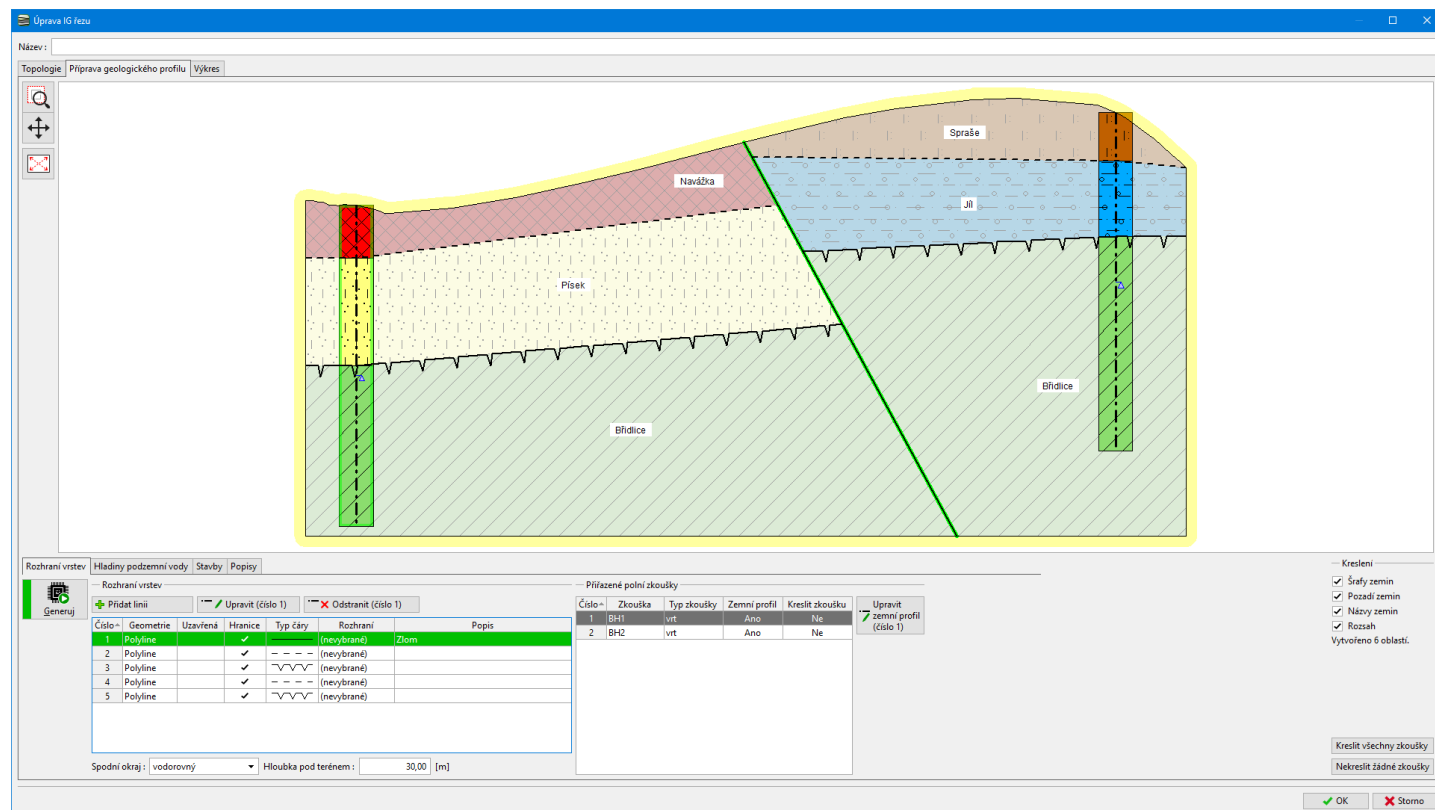 Úprava IG řezu
Název :
Topologie Příprava geologického profilu Výkres
Spraše
Navážka
Jíl
Písek
Břidlice
Břidlice
Rozhraní vrstev Hladiny podzemní vody Stavby Popisy
Generuj
Rozhraní vrstev
Přidat linii Upravit (číslo 1) Odstranit (číslo 1)
Číslo Geometrie Uzavřená Hranice Typ čáry Rozhraní Popis
1 Polyline (nevybrané) Zlom
2 Polyline (nevybrané)
3 Polyline (nevybrané)
4 Polyline (nevybrané)
5 Polyline (nevybrané)
Spodní okraj : vodorovný Hloubka pod terénem : 30,00 [m]
Přiřazené polní zkoušky
Číslo Zkouška Typ zkoušky Zemní profil Kreslit zkoušku
1 BH1 vrt Ano Ne
2 BH2 vrt Ano Ne
Upravit
zemní profil
(číslo 1)
Kreslení
Šrafy zemin
Pozadí zemin
Názvy zemin
Rozsah
Vytvořeno 6 oblastí.
Kreslit všechny zkoušky
Nekreslit žádné zkoušky
OK Storno